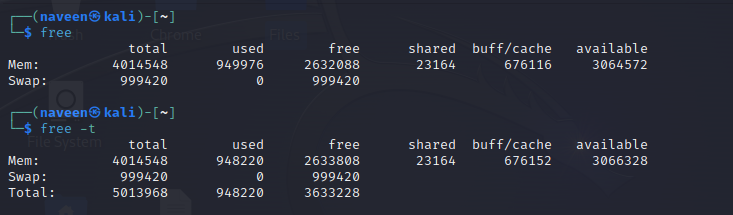 ┌──(naveen㉿kali)-[~]
└─$ free
               total        used        free      shared  buff/cache   available
Mem:         4014548      949976     2632088       23164      676116     3064572
Swap:         999420           0      999420
┌──(naveen㉿kali)-[~]
└─$ free -t
File System
               total        used        free      shared  buff/cache   available
Mem:         4014548      948220     2633808       23164      676152     3066328
Swap:         999420           0      999420
Total:       5013968      948220     3633228